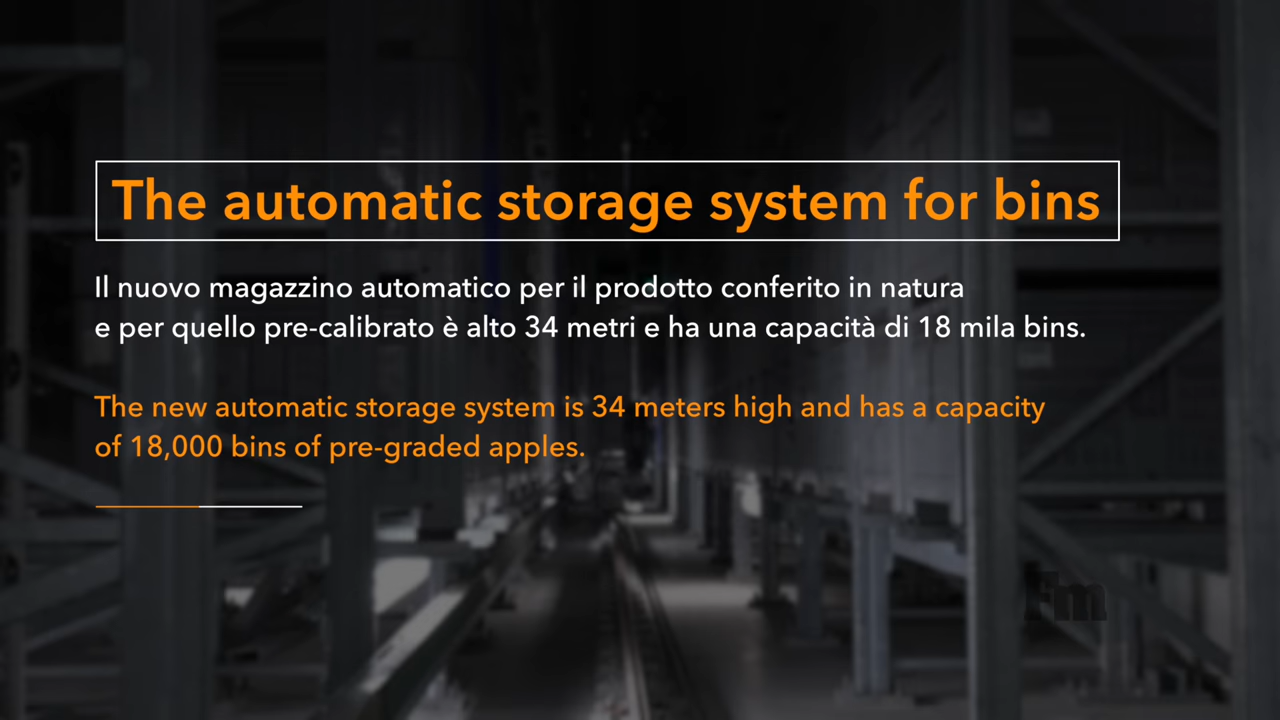 The automatic storage system for bins
Il nuovo magazzino automatico per il prodotto conferito in natura
e per quello pre-calibrato è alto 34 metri e ha una capacità di 18 mila bins.
The new automatic storage system is 34 meters high and has a capacity
of 18,000 bins of pre-graded apples.
Fm